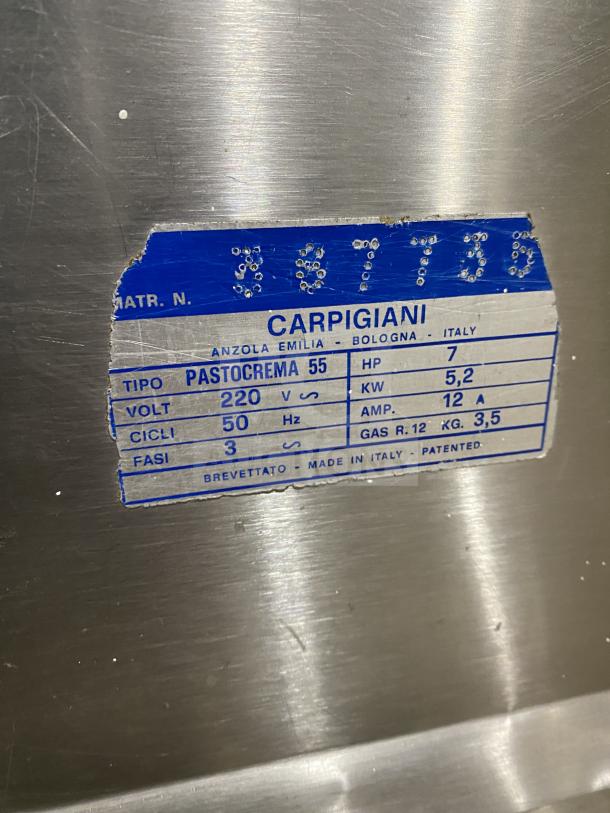 MATR. N. 867735
CARPIGIANI
ANZOLA EMILIA - BOLOGNA - ITALY
TIPO PASTOCREMA 55
VOLT 220 V ∽
CICLI 50 Hz
FASI 3 ∽
HP 7
KW 5,2
AMP. 12 A
GAS R.12 KG. 3,5
BREVETTATO - MADE IN ITALY - PATENTED